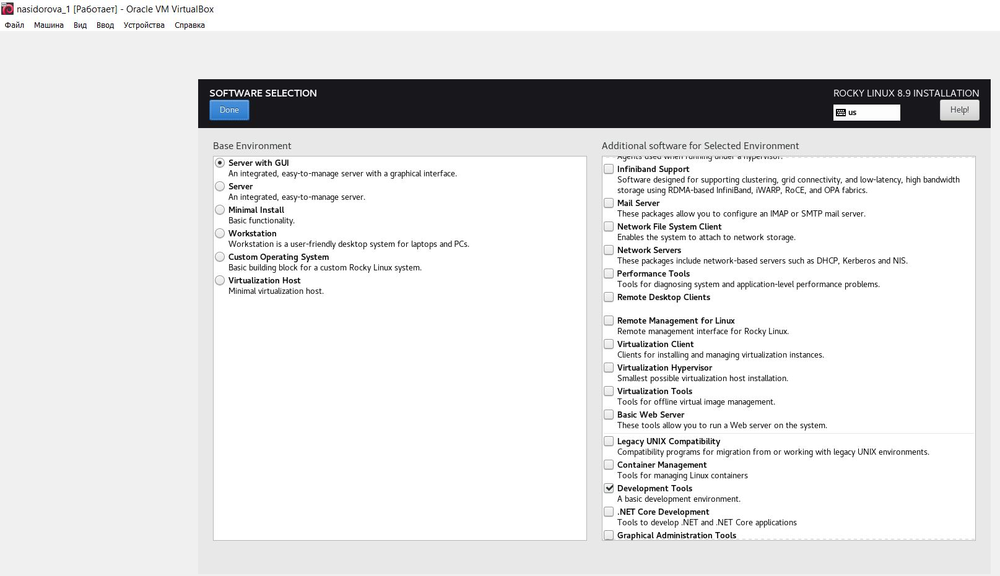 nasidorova_1 [Работает] - Oracle VM VirtualBox
Файл Машина Вид Ввод Устройства Справка
SOFTWARE SELECTION
Done
ROCKY LINUX 8.9 INSTALLATION
us
Help!
Base Environment
Server with GUI
An integrated, easy-to-manage server with a graphical interface.
Server
An integrated, easy-to-manage server.
Minimal Install
Basic functionality.
Workstation
Workstation is a user-friendly desktop system for laptops and PCs.
Custom Operating System
Basic building block for a custom Rocky Linux system.
Virtualization Host
Minimal virtualization host.
Additional software for Selected Environment
Agents used when running under a hypervisor.
Infiniband Support
Software designed for supporting clustering, grid connectivity, and low-latency, high bandwidth
storage using RDMA-based InfiniBand, iWARP, RoCE, and OPA fabrics.
Mail Server
These packages allow you to configure an IMAP or SMTP mail server.
Network File System Client
Enables the system to attach to network storage.
Network Servers
These packages include network-based servers such as DHCP, Kerberos and NIS.
Performance Tools
Tools for diagnosing system and application-level performance problems.
Remote Desktop Clients
Remote Management for Linux
Remote management interface for Rocky Linux.
Virtualization Client
Clients for installing and managing virtualization instances.
Virtualization Hypervisor
Smallest possible virtualization host installation.
Virtualization Tools
Tools for offline virtual image management.
Basic Web Server
These tools allow you to run a Web server on the system.
Legacy UNIX Compatibility
Compatibility programs for migration from or working with legacy UNIX environments.
Container Management
Tools for managing Linux containers
Development Tools
A basic development environment.
.NET Core Development
Tools to develop .NET and .NET Core applications
Graphical Administration Tools